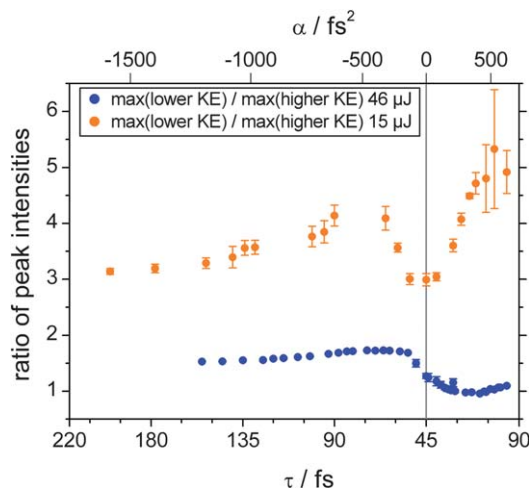 α / fs²
-1500 -1000 -500 0 500
max(lower KE) / max(higher KE) 46 μJ
max(lower KE) / max(higher KE) 15 μJ
ratio of peak intensities
6
5
4
3
2
1
220 180 135 90 45 90
τ / fs